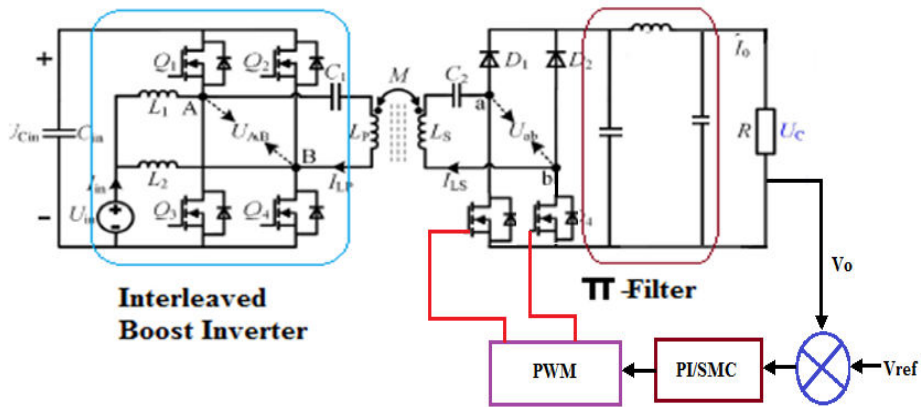 +
Q1
Q2
C1
M
C2
D1
D2
Io
L1
A
a
UCin
Cin
UAB
LP
LS
Uab
R
UC
B
b
L2
Iin
ILP
ILS
-
Uin
+
-
Q3
Q4
Vo
Interleaved
Boost Inverter
π -Filter
PWM
PI/SMC
Vref